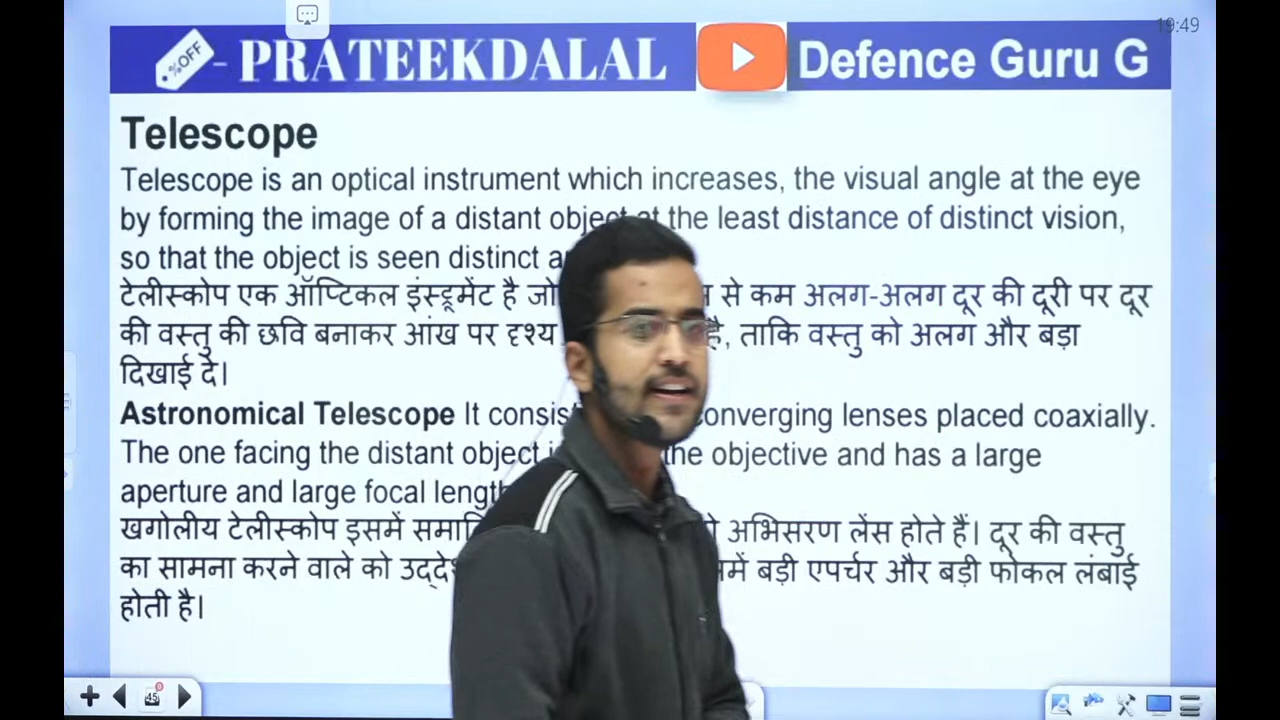 19:49
%OFF - PRATEEKDALAL Defence Guru G
Telescope
Telescope is an optical instrument which increases, the visual angle at the eye
by forming the image of a distant object at the least distance of distinct vision,
so that the object is seen distinct
टेलीस्कोप एक ऑप्टिकल इंस्ट्रूमेंट है जो से कम अलग-अलग दूर की दूरी पर दूर
की वस्तु की छवि बनाकर आंख पर दृश्य है, ताकि वस्तु को अलग और बड़ा
दिखाई दे।
Astronomical Telescope It converging lenses placed coaxially.
The one facing the distant object the objective and has a large
aperture and large focal
खगोलीय टेलीस्कोप इसमें अभिसरण लेंस होते हैं। दूर की वस्तु
का सामना करने वाले को बड़ी एपर्चर और बड़ी फोकल लंबाई
होती है।
45